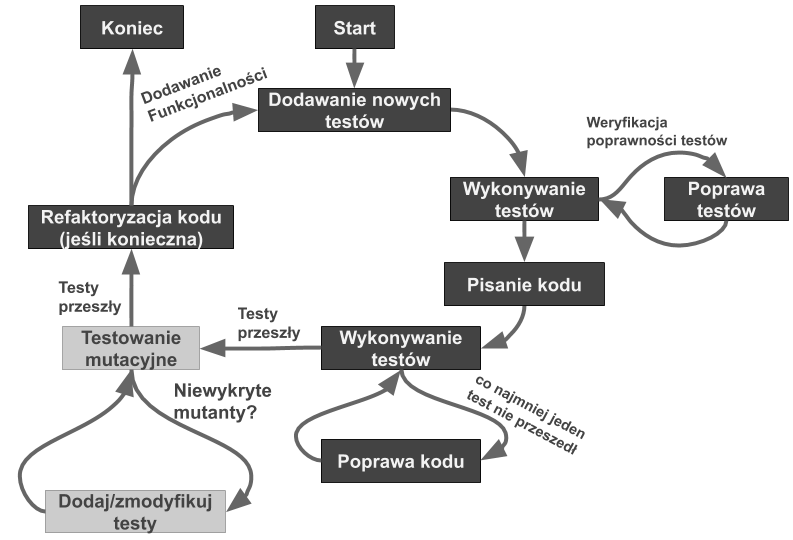 Koniec
Start
Dodawanie
Funkcjonalności
Dodawanie nowych
testów
Weryfikacja
poprawności testów
Wykonywanie
testów
Poprawa
testów
Refaktoryzacja kodu
(jeśli konieczna)
Pisanie kodu
Testy
przeszły
Testy
przeszły
Testowanie
mutacyjne
Wykonywanie
testów
Niewykryte
mutanty?
co najmniej jeden
test nie przeszedł
Poprawa kodu
Dodaj/zmodyfikuj
testy